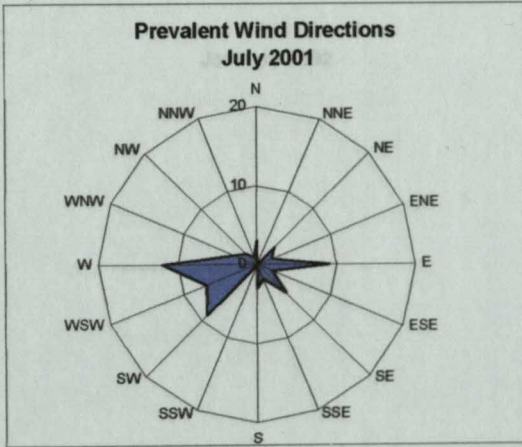 Prevalent Wind Directions
July 2001
N
20
NNW
NNE
NW
NE
10
WNW
ENE
W
0
E
WSW
ESE
SW
SE
SSW
SSE
S